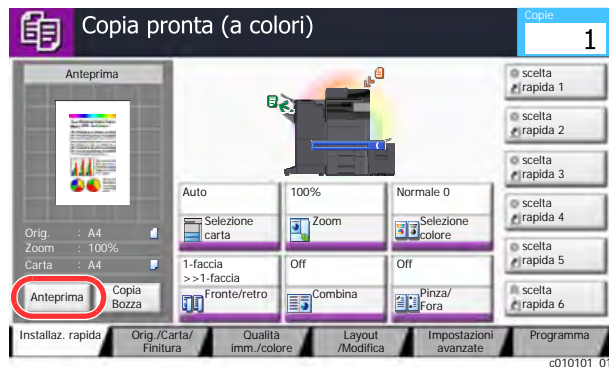 Copia pronta (a colori)
Copie
1
Anteprima
Orig. : A4
Zoom : 100%
Carta : A4
Anteprima
Copia
Bozza
Auto
Selezione
carta
100%
Zoom
Normale 0
Selezione
colore
1-faccia
>>1-faccia
Fronte/retro
Off
Combina
Off
Pinza/
Fora
scelta
rapida 1
scelta
rapida 2
scelta
rapida 3
scelta
rapida 4
scelta
rapida 5
scelta
rapida 6
Installaz. rapida
Orig./Carta/
Finitura
Qualità
imm./colore
Layout
/Modifica
Impostazioni
avanzate
Programma
c010101_01